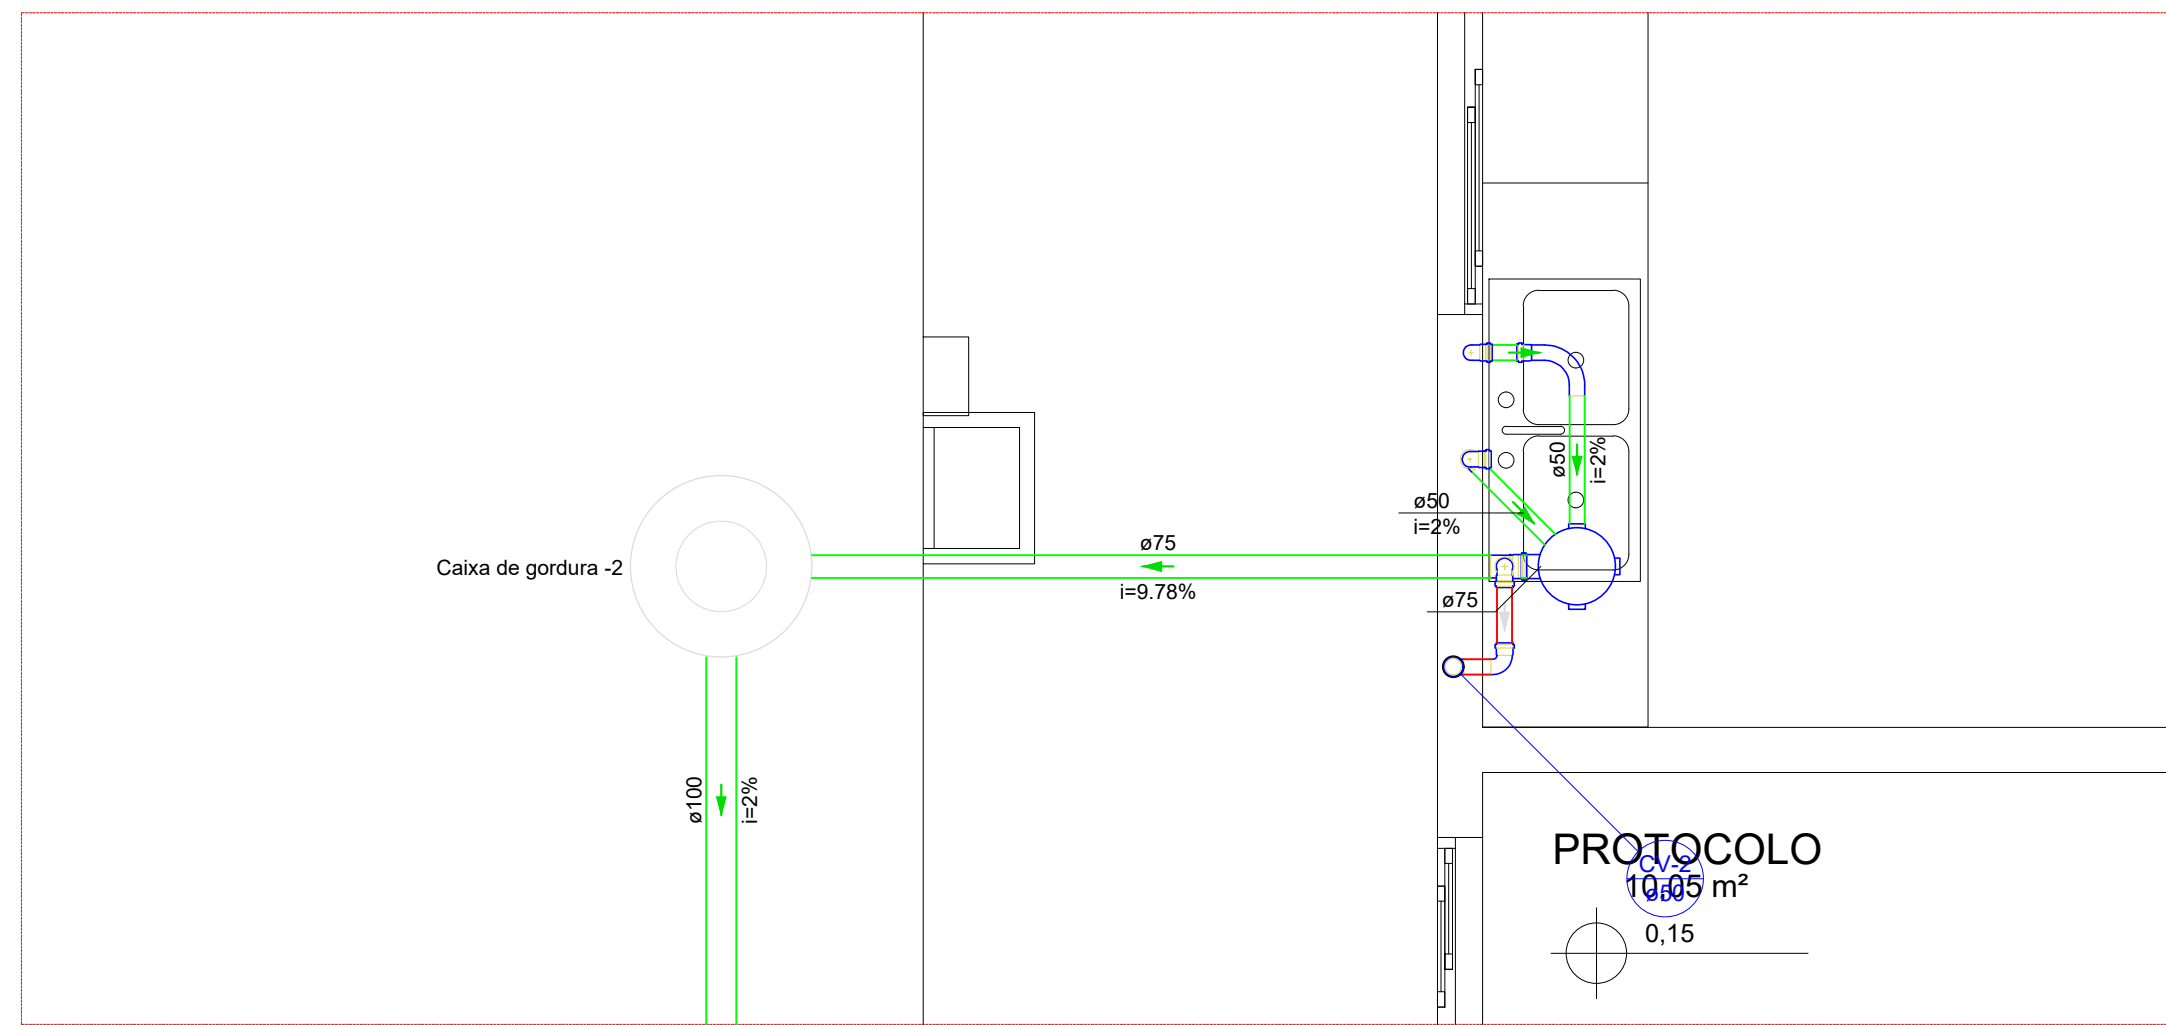 ø50
i=2%
ø50
i=2%
ø75
i=9.78%
Caixa de gordura -2
ø75
ø100
i=2%
PROTOCOLO
CV-2
10,05 m²
ø50
0,15